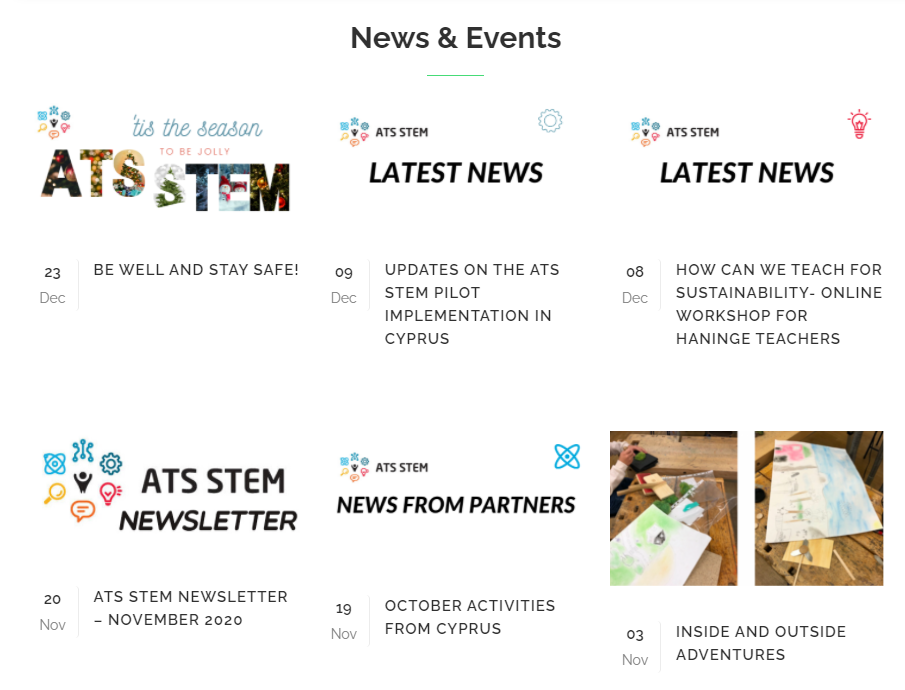 News & Events
'tis the season
TO BE JOLLY
ATS STEM
ATS STEM
LATEST NEWS
ATS STEM
LATEST NEWS
23
Dec
BE WELL AND STAY SAFE!
09
Dec
UPDATES ON THE ATS
STEM PILOT
IMPLEMENTATION IN
CYPRUS
08
Dec
HOW CAN WE TEACH FOR
SUSTAINABILITY- ONLINE
WORKSHOP FOR
HANINGE TEACHERS
ATS STEM
NEWSLETTER
ATS STEM
NEWS FROM PARTNERS
20
Nov
ATS STEM NEWSLETTER
– NOVEMBER 2020
19
Nov
OCTOBER ACTIVITIES
FROM CYPRUS
03
Nov
INSIDE AND OUTSIDE
ADVENTURES